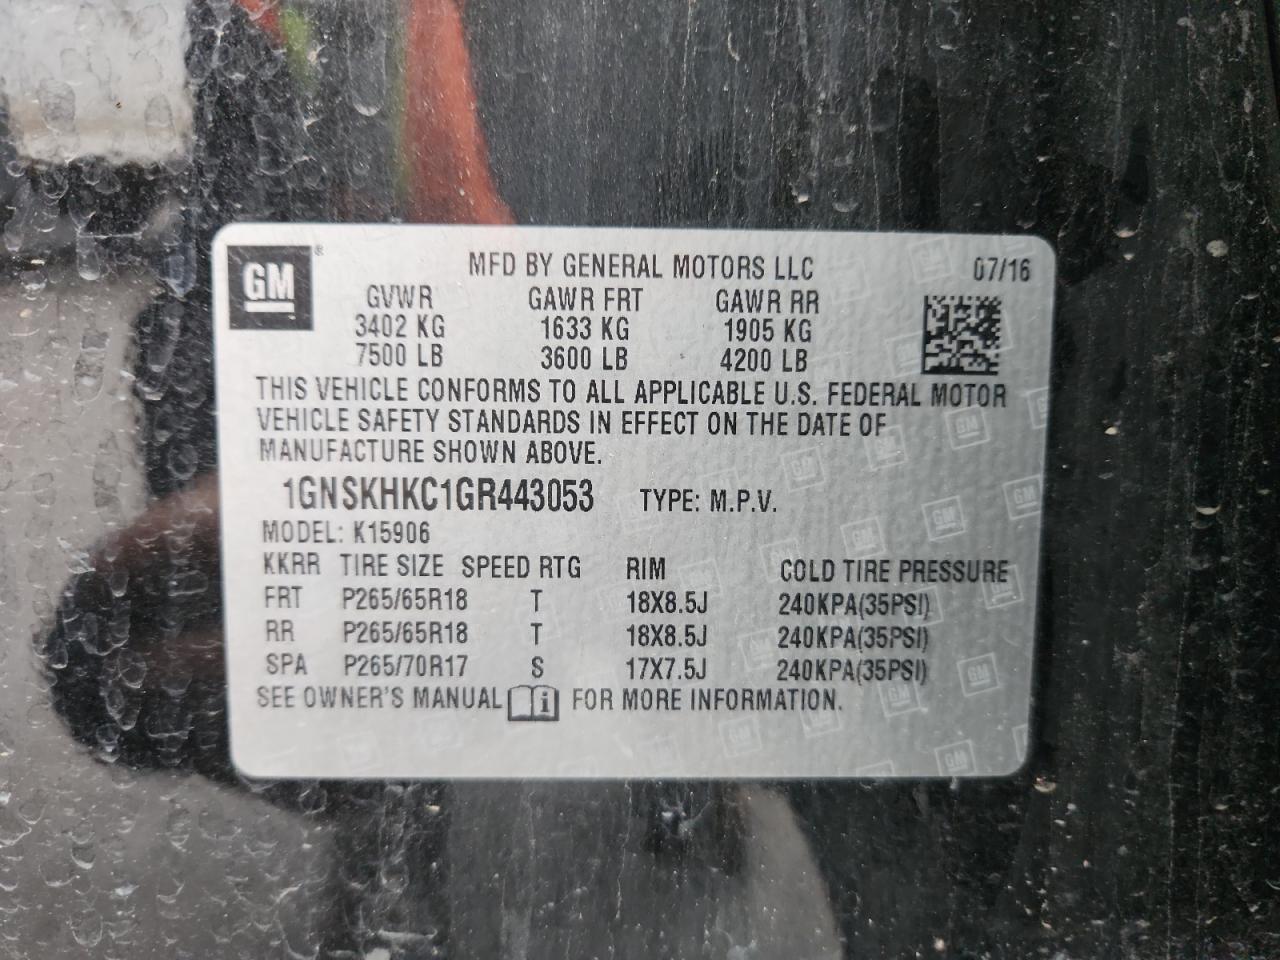 GM ®
MFD BY GENERAL MOTORS LLC 07/16
GVWR GAWR FRT GAWR RR
3402 KG 1633 KG 1905 KG
7500 LB 3600 LB 4200 LB
THIS VEHICLE CONFORMS TO ALL APPLICABLE U.S. FEDERAL MOTOR
VEHICLE SAFETY STANDARDS IN EFFECT ON THE DATE OF
MANUFACTURE SHOWN ABOVE.
1GNSKHKC1GR443053 TYPE: M.P.V.
MODEL: K15906
KKRR TIRE SIZE SPEED RTG RIM COLD TIRE PRESSURE
FRT P265/65R18 T 18X8.5J 240KPA(35PSI)
RR P265/65R18 T 18X8.5J 240KPA(35PSI)
SPA P265/70R17 S 17X7.5J 240KPA(35PSI)
SEE OWNER'S MANUAL i FOR MORE INFORMATION.